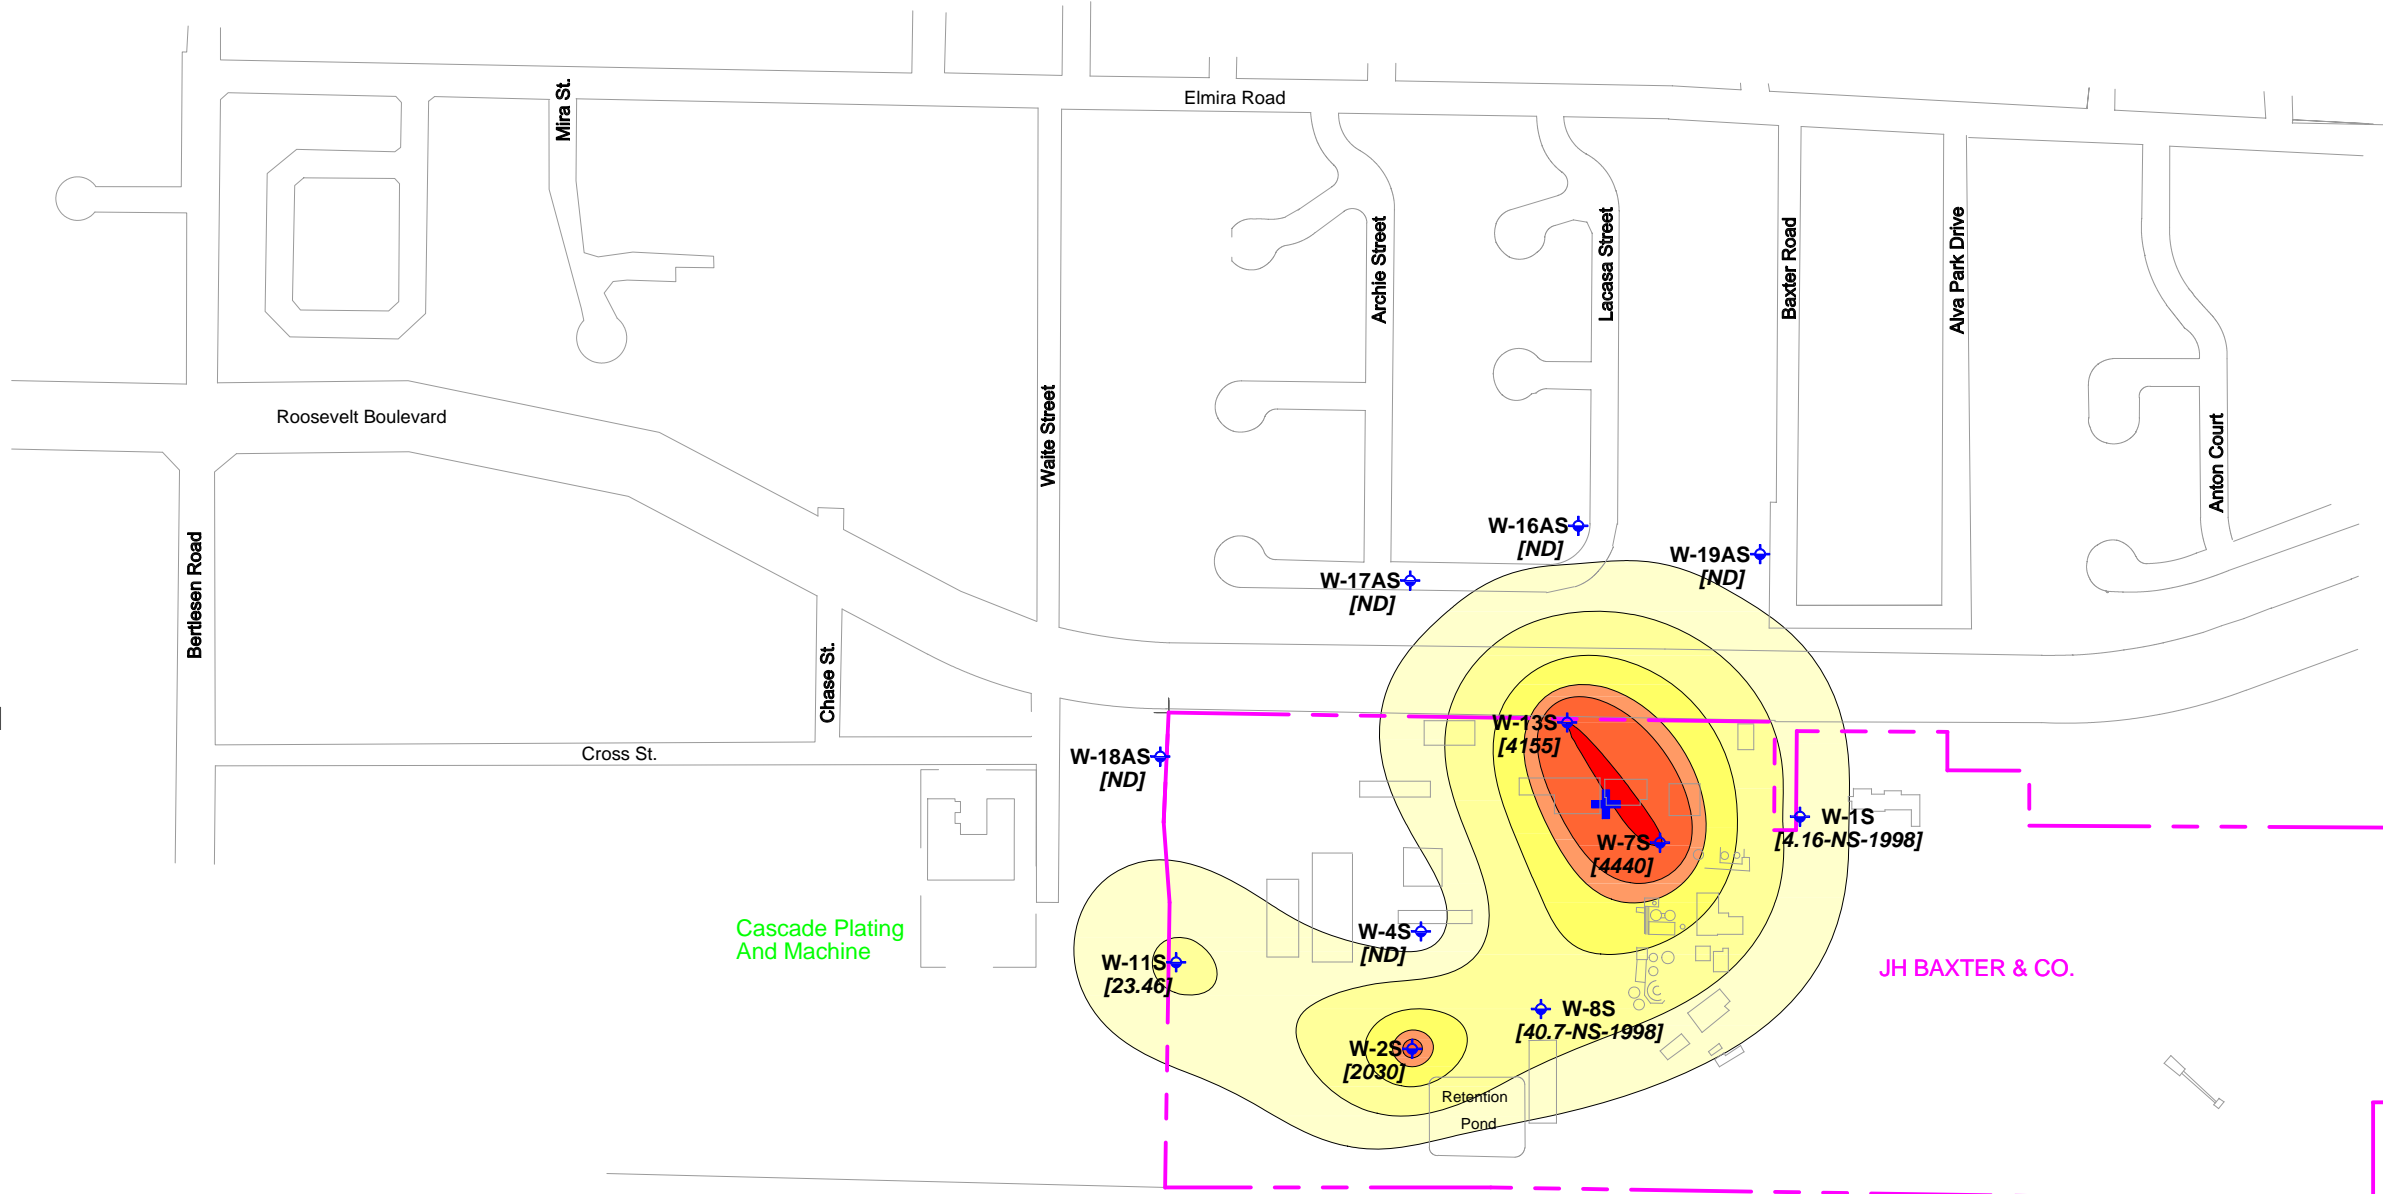 Mira St.
Elmira Road
Archie Street
Lacasa Street
Baxter Road
Alva Park Drive
Roosevelt Boulevard
Waite Street
Anton Court
Bertlesen Road
W-16AS
[ND]
W-19AS
[ND]
W-17AS
[ND]
Chase St.
Cross St.
W-13S
[4155]
W-18AS
[ND]
W-1S
[4.16-NS-1998]
W-7S
[4440]
Cascade Plating
And Machine
W-4S
[ND]
W-11S
[23.46]
JH BAXTER & CO.
W-8S
[40.7-NS-1998]
W-2S
[2030]
Retention
Pond